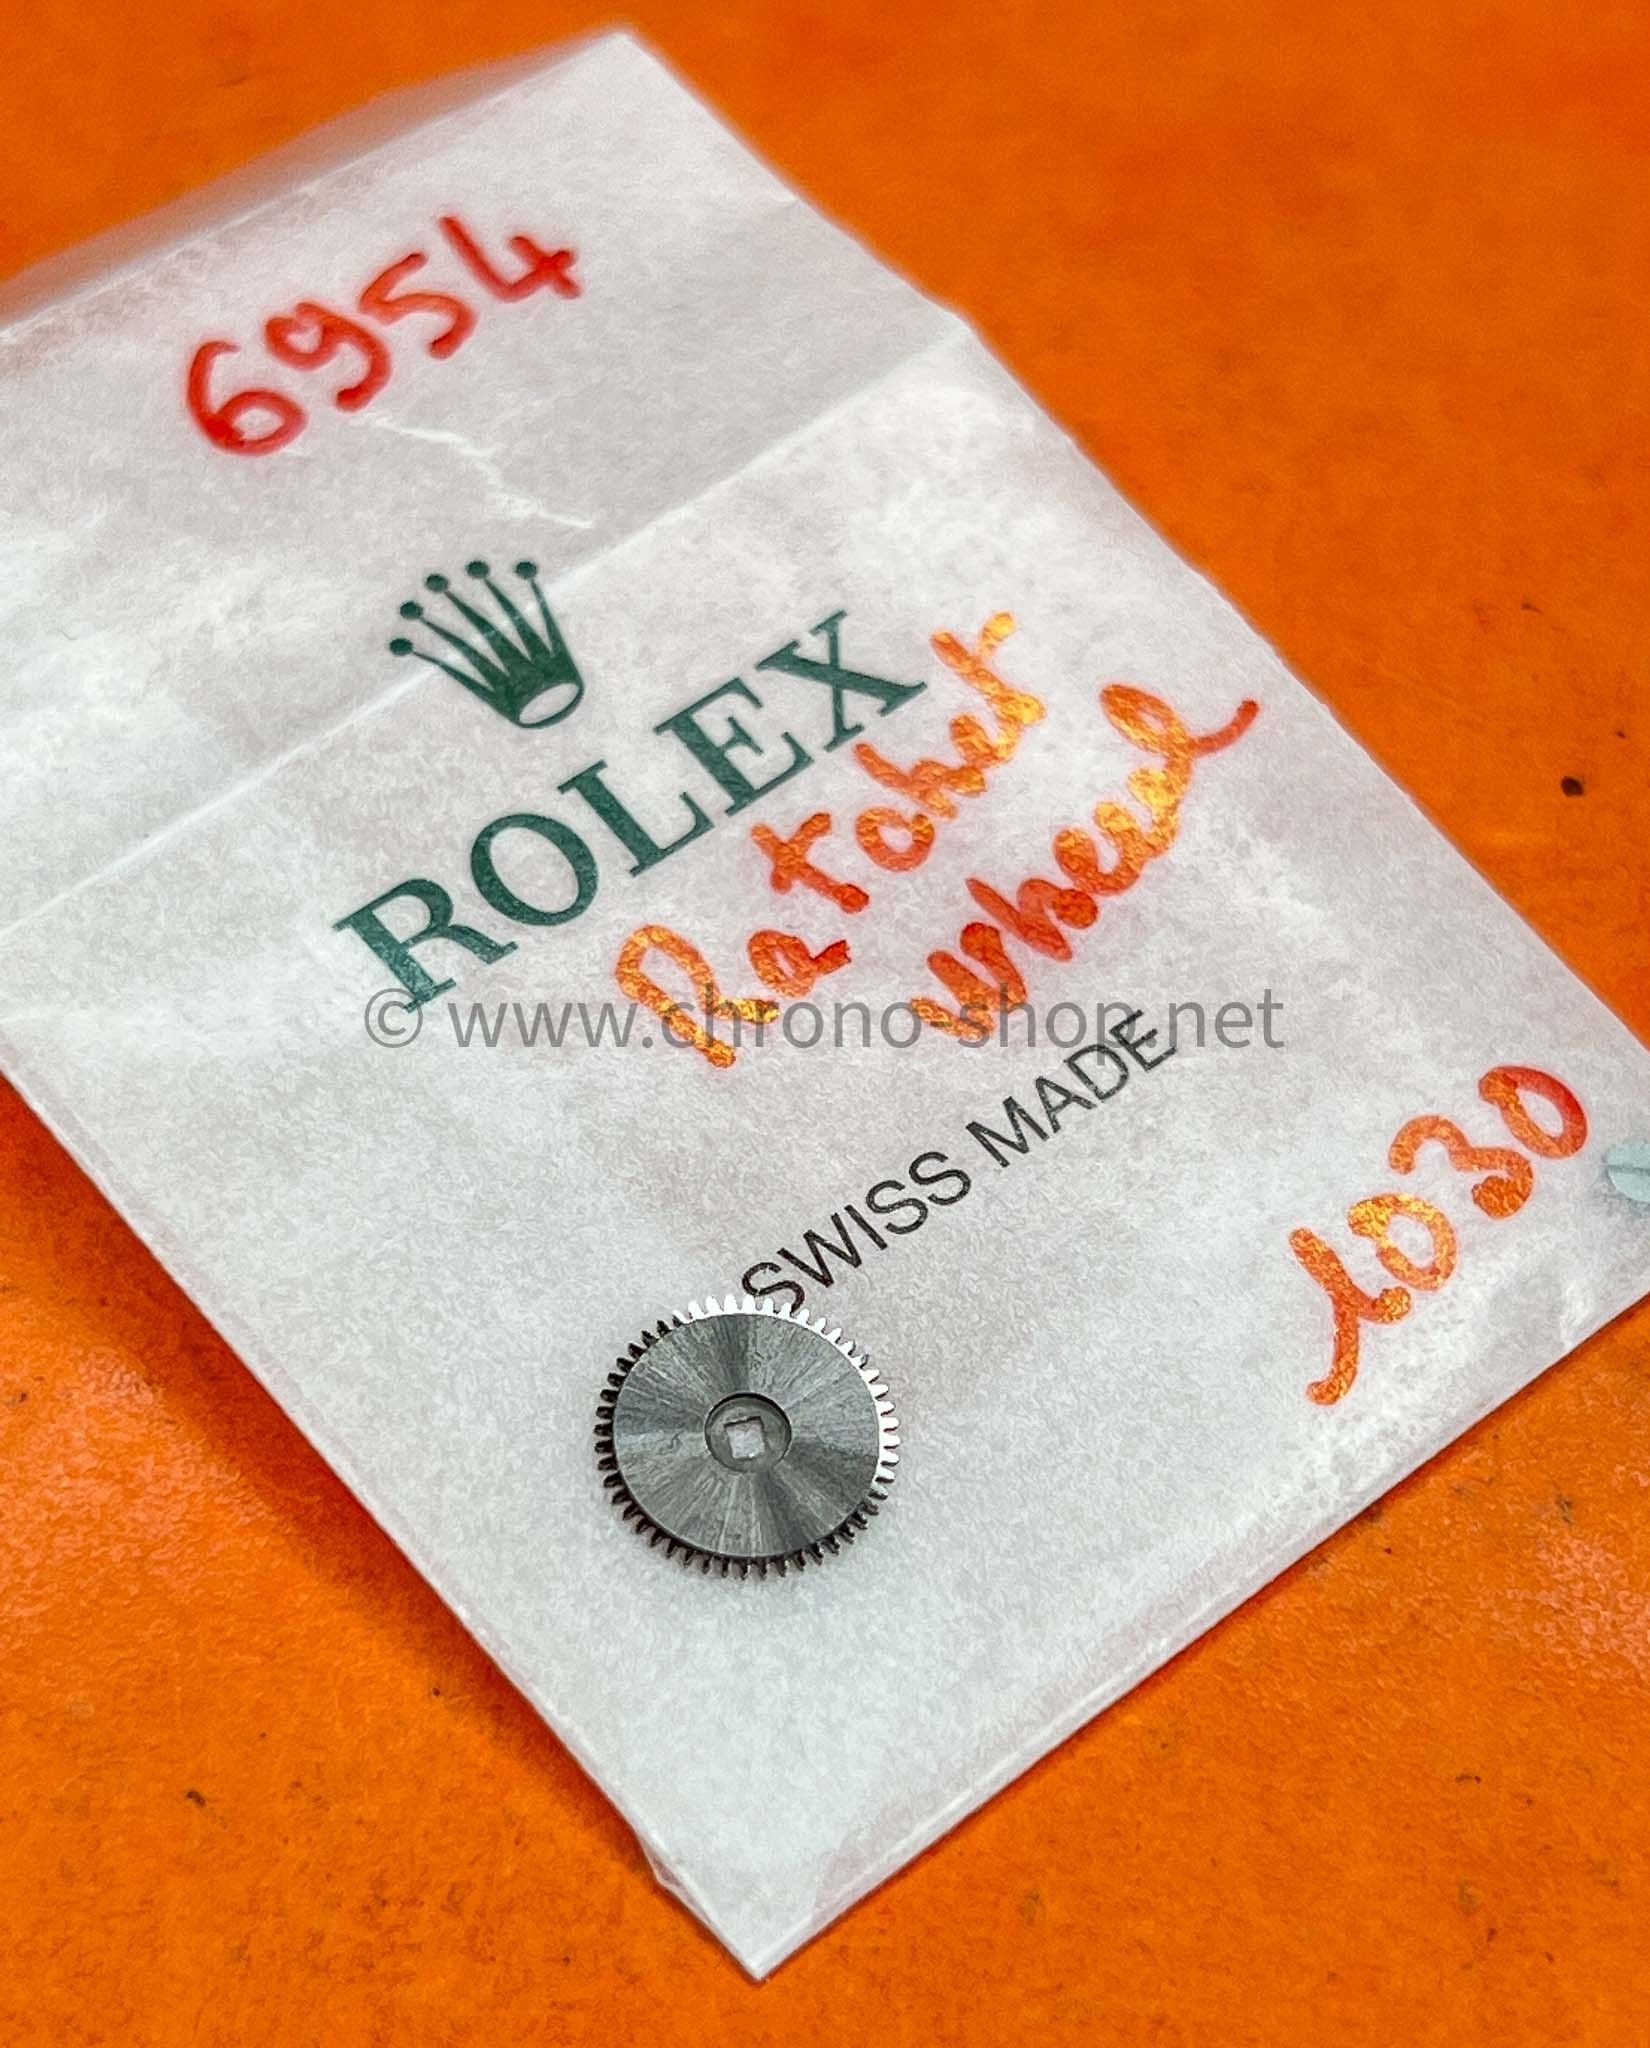 6954
ROLEX
Ratchet
wheel
© www.chrono-shop.net
SWISS MADE
1030